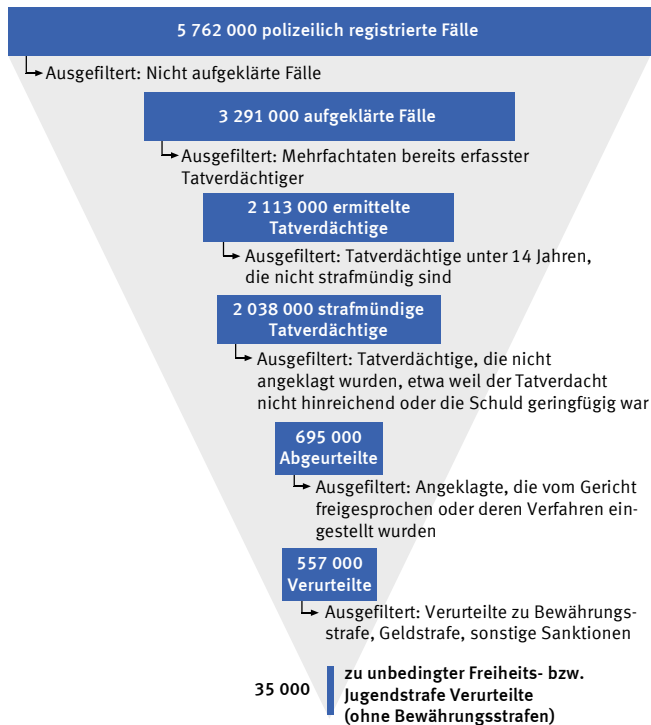 5 762 000 polizeilich registrierte Fälle
Ausgefiltert: Nicht aufgeklärte Fälle
3 291 000 aufgeklärte Fälle
Ausgefiltert: Mehrfachtaten bereits erfasster
Tatverdächtiger
2 113 000 ermittelte
Tatverdächtige
Ausgefiltert: Tatverdächtige unter 14 Jahren,
die nicht strafmündig sind
2 038 000 strafmündige
Tatverdächtige
Ausgefiltert: Tatverdächtige, die nicht
angeklagt wurden, etwa weil der Tatverdacht
nicht hinreichend oder die Schuld geringfügig war
695 000
Abgeurteilte
Ausgefiltert: Angeklagte, die vom Gericht
freigesprochen oder deren Verfahren ein-
gestellt wurden
557 000
Verurteilte
Ausgefiltert: Verurteilte zu Bewährungs-
strafe, Geldstrafe, sonstige Sanktionen
35 000
zu unbedingter Freiheits- bzw.
Jugendstrafe Verurteilte
(ohne Bewährungsstrafen)